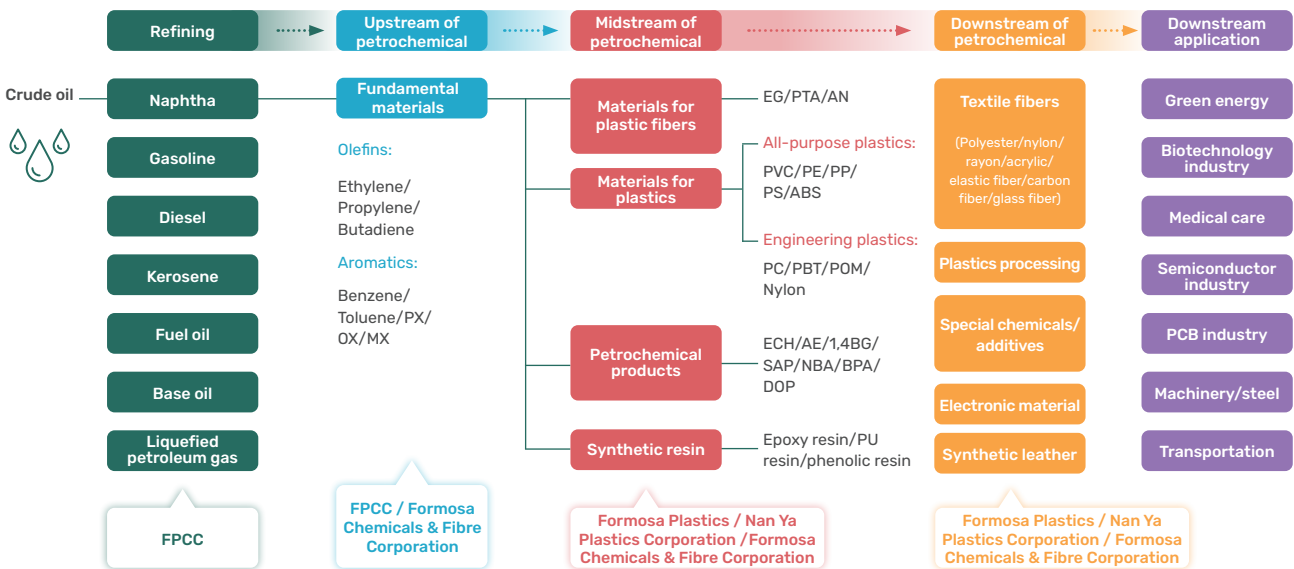 Refining
Upstream of
petrochemical
Midstream of
petrochemical
Downstream of
petrochemical
Downstream
application
Crude oil
Naphtha
Gasoline
Diesel
Kerosene
Fuel oil
Base oil
Liquefied
petroleum gas
FPCC
Fundamental
materials
Olefins:
Ethylene/
Propylene/
Butadiene
Aromatics:
Benzene/
Toluene/PX/
OX/MX
FPCC / Formosa
Chemicals & Fibre
Corporation
Materials for
plastic fibers
EG/PTA/AN
Materials for
plastics
All-purpose plastics:
PVC/PE/PP/
PS/ABS
Engineering plastics:
PC/PBT/POM/
Nylon
Petrochemical
products
ECH/AE/1,4BG/
SAP/NBA/BPA/
DOP
Synthetic resin
Epoxy resin/PU
resin/phenolic resin
Formosa Plastics / Nan Ya
Plastics Corporation /Formosa
Chemicals & Fibre Corporation
Textile fibers
(Polyester/nylon/
rayon/acrylic/
elastic fiber/carbon
fiber/glass fiber)
Plastics processing
Special chemicals/
additives
Electronic material
Synthetic leather
Formosa Plastics / Nan Ya
Plastics Corporation / Formosa
Chemicals & Fibre Corporation
Green energy
Biotechnology
industry
Medical care
Semiconductor
industry
PCB industry
Machinery/steel
Transportation